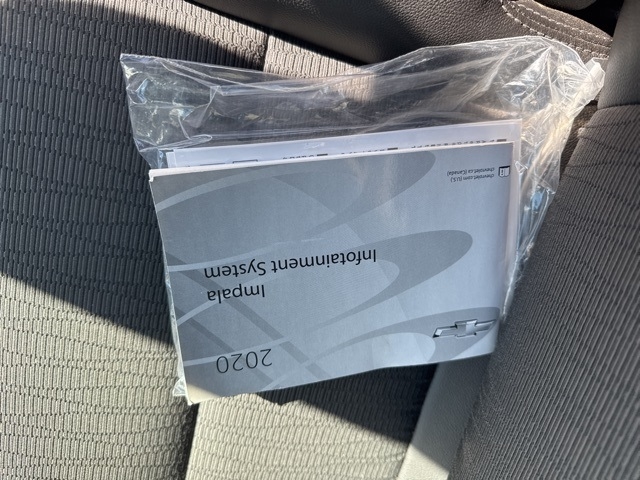 2020
Impala
Infotainment System
chevrolet.com (U.S.)
chevrolet.ca (Canada)